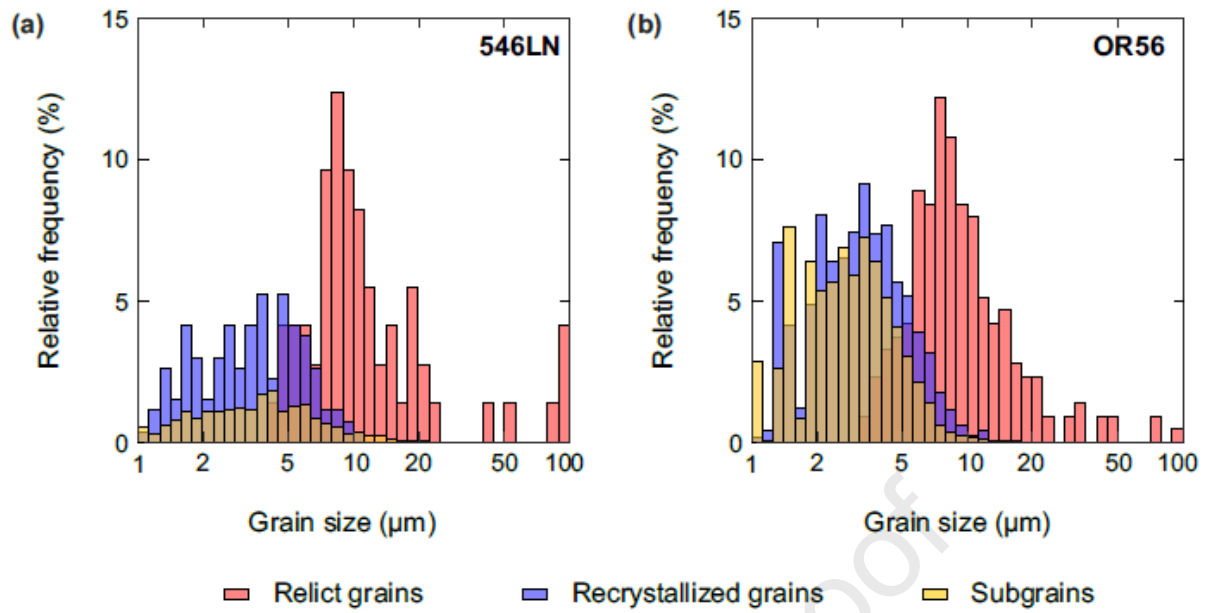 (a)
546LN
15
10
5
0
Relative frequency (%)
1 2 5 10 20 50 100
Grain size (µm)
(b)
OR56
15
10
5
0
Relative frequency (%)
1 2 5 10 20 50 100
Grain size (µm)
Relict grains Recrystallized grains Subgrains